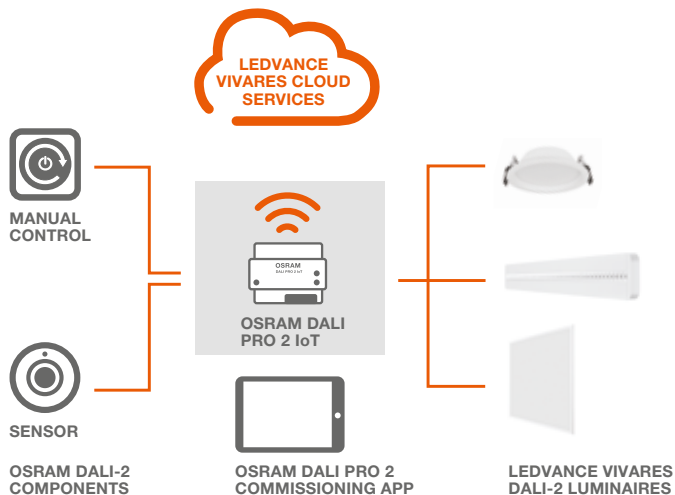 LEDVANCE
VIVARES CLOUD
SERVICES
MANUAL
CONTROL
OSRAM
DALI PRO 2 IoT
OSRAM DALI
PRO 2 IoT
SENSOR
OSRAM DALI-2
COMPONENTS
OSRAM DALI PRO 2
COMMISSIONING APP
LEDVANCE VIVARES
DALI-2 LUMINAIRES